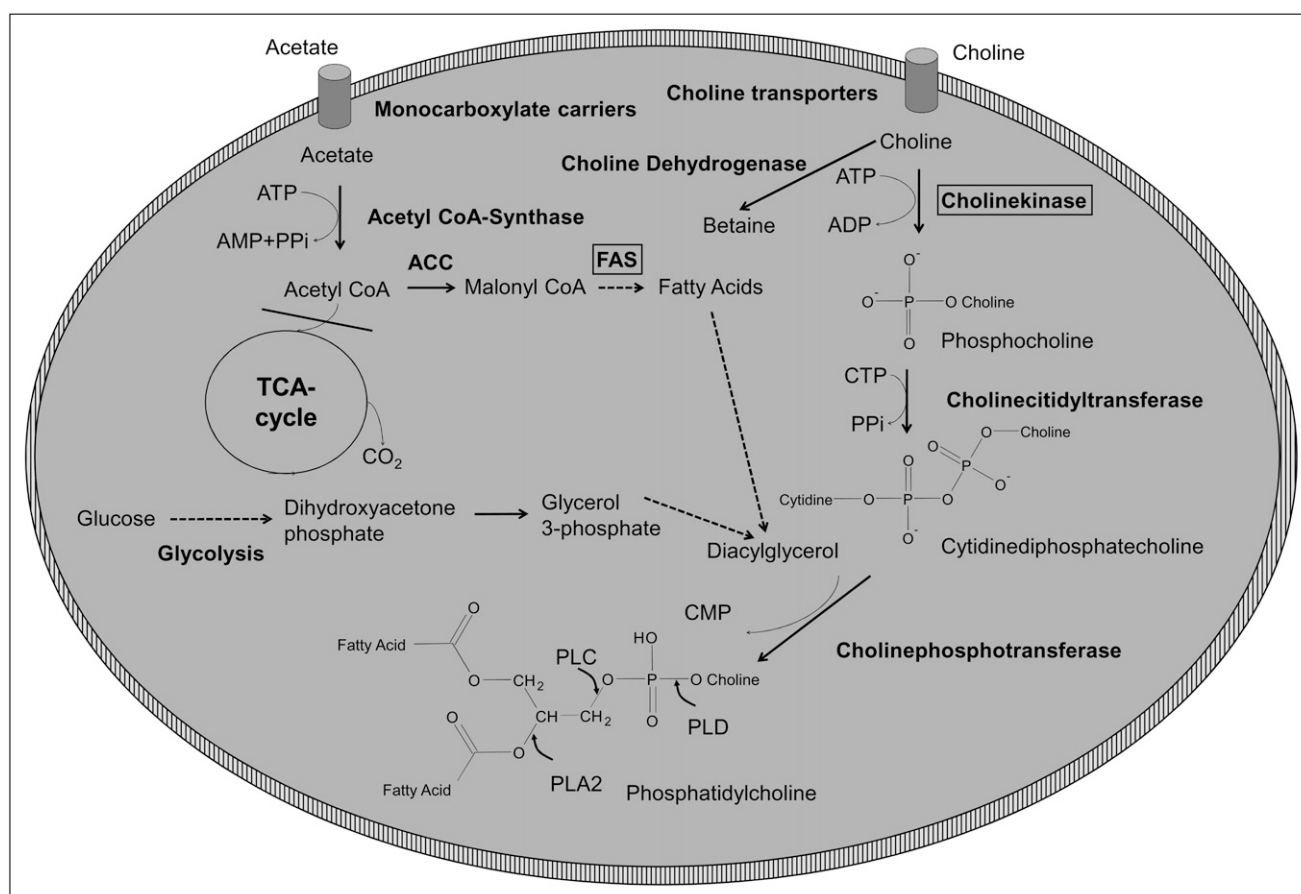 Acetate
Choline
Monocarboxylate carriers
Choline transporters
Acetate
Choline
Choline Dehydrogenase
ATP
ATP
Cholinekinase
Acetyl CoA-Synthase
Betaine
ADP
AMP+PPi
ACC
FAS
Acetyl CoA
Malonyl CoA
Fatty Acids
O-
O- P O Choline
O
Phosphocholine
TCA-
cycle
CTP
Cholinecitidyltransferase
PPi
CO2
O Choline
O P O-
O
Cytidine O P O
O-
Cytidinediphosphatecholine
Glucose
Dihydroxyacetone
phosphate
Glycerol
3-phosphate
Glycolysis
Diacylglycerol
CMP
Cholinephosphotransferase
O
Fatty Acid
O
PLC
HO
O P O Choline
O
CH2
CH
CH2
PLD
O
O
Fatty Acid
PLA2
Phosphatidylcholine